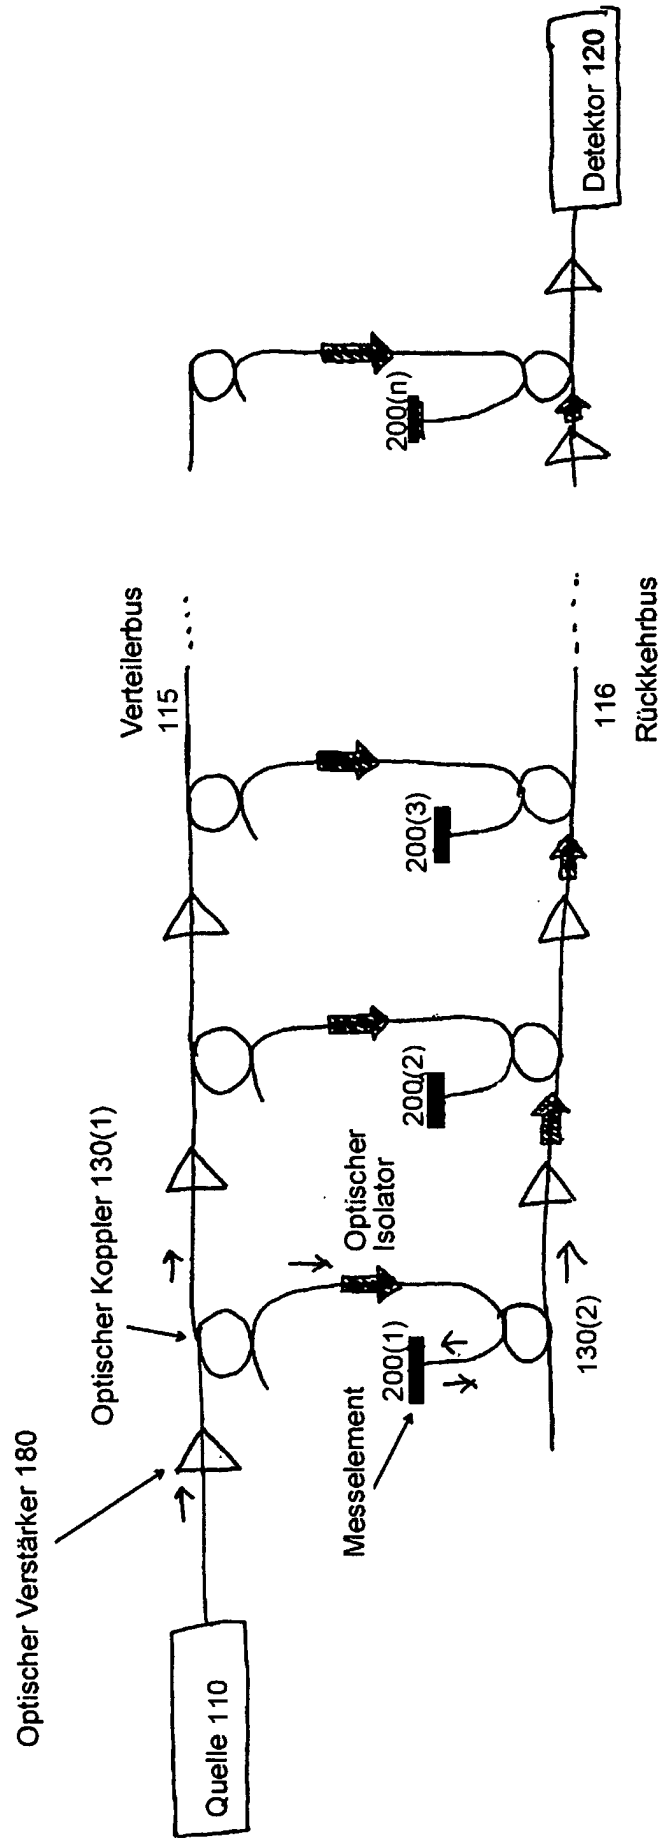 Optischer Verstärker 180
Optischer Koppler 130(1)
Verteilerbus
115
Quelle 110
Messelement
200(1)
Optischer
Isolator
200(2)
200(3)
200(n)
130(2)
116
Rückkehrbus
Detektor 120